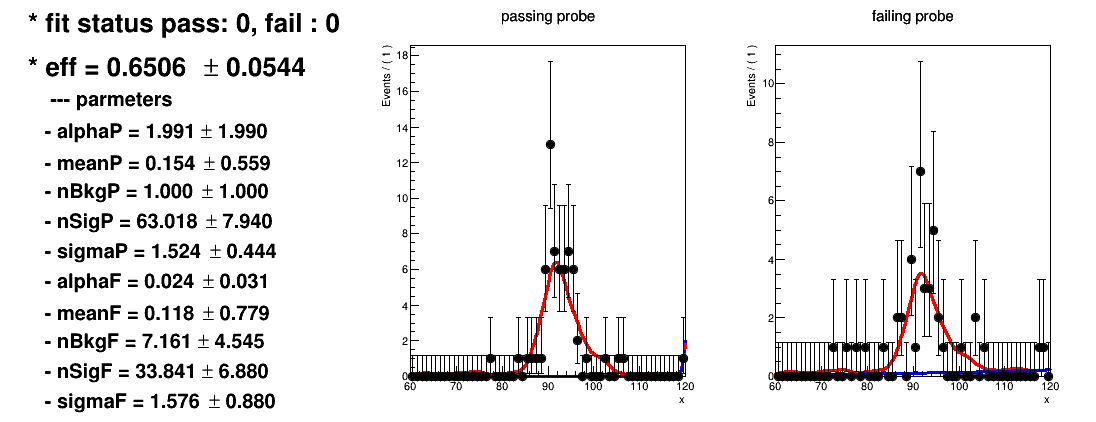 * fit status pass: 0, fail : 0
* eff = 0.6506 ± 0.0544
--- parmeters
- alphaP = 1.991 ± 1.990
- meanP = 0.154 ± 0.559
- nBkgP = 1.000 ± 1.000
- nSigP = 63.018 ± 7.940
- sigmaP = 1.524 ± 0.444
- alphaF = 0.024 ± 0.031
- meanF = 0.118 ± 0.779
- nBkgF = 7.161 ± 4.545
- nSigF = 33.841 ± 6.880
- sigmaF = 1.576 ± 0.880
passing probe
Events / ( 1 )
18
16
14
12
10
8
6
4
2
0
60 70 80 90 100 110 120
x
failing probe
Events / ( 1 )
10
8
6
4
2
0
60 70 80 90 100 110 120
x